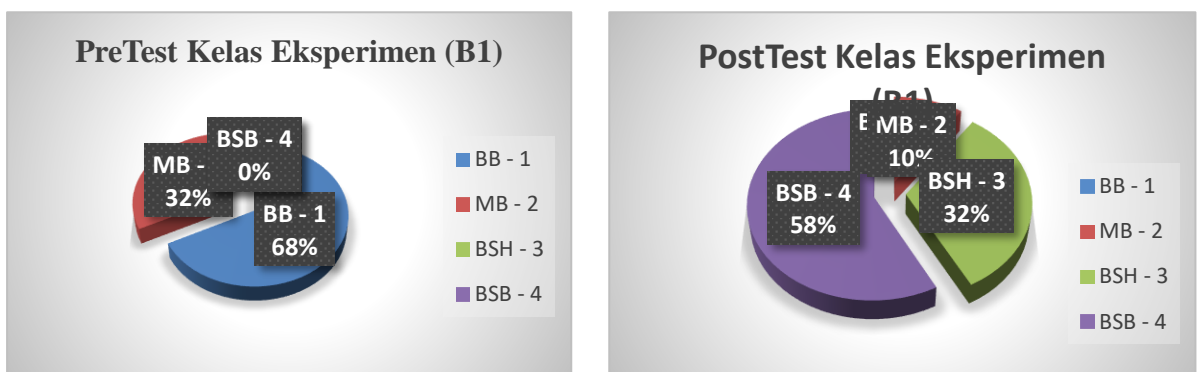 PreTest Kelas Eksperimen (B1)
BSB - 4
0%
MB -
32%
BB - 1
68%
BB - 1
MB - 2
BSH - 3
BSB - 4
PostTest Kelas Eksperimen
(B1)
MB - 2
10%
BSH - 3
32%
BSB - 4
58%
BB - 1
MB - 2
BSH - 3
BSB - 4